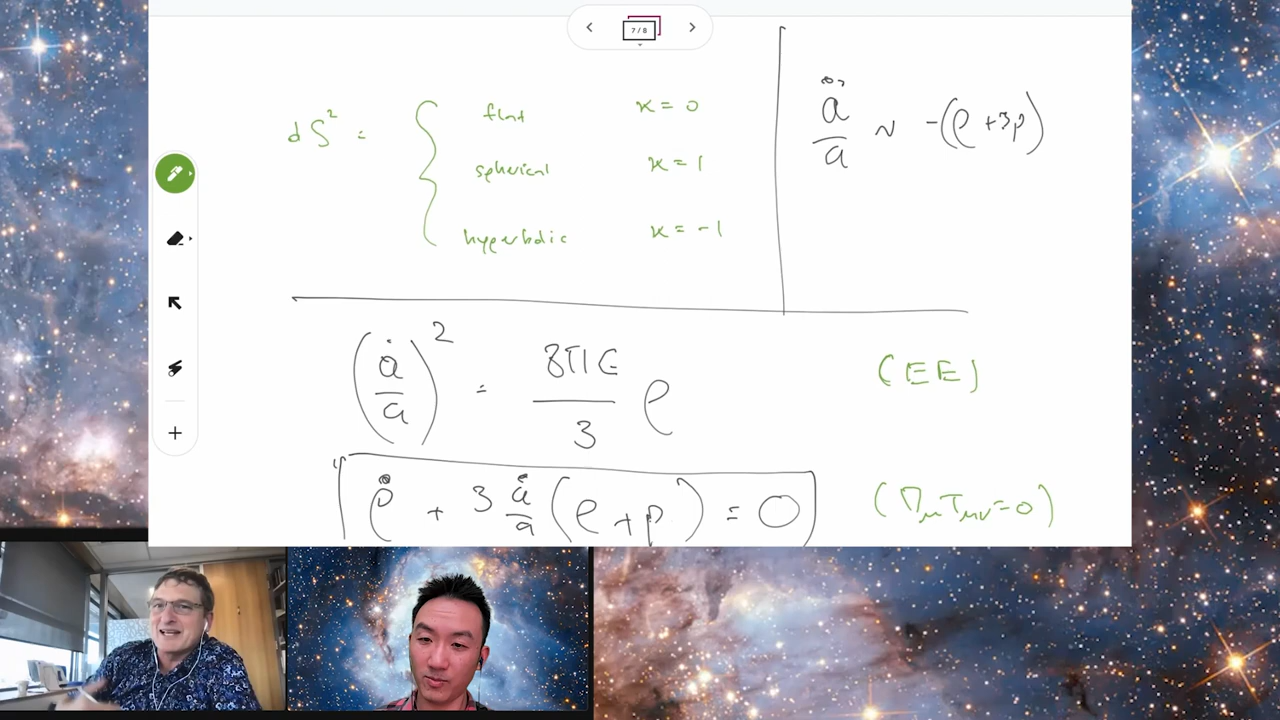 7 / 8
dS² = { flat κ = 0
spherical κ = 1
hyperbolic κ = -1
ä/a ~ -(ρ + 3p)
(ȧ/a)² = 8πG/3 ρ
(EE)
ρ̇ + 3 ȧ/a (ρ + p) = 0
(∇μTμν = 0)